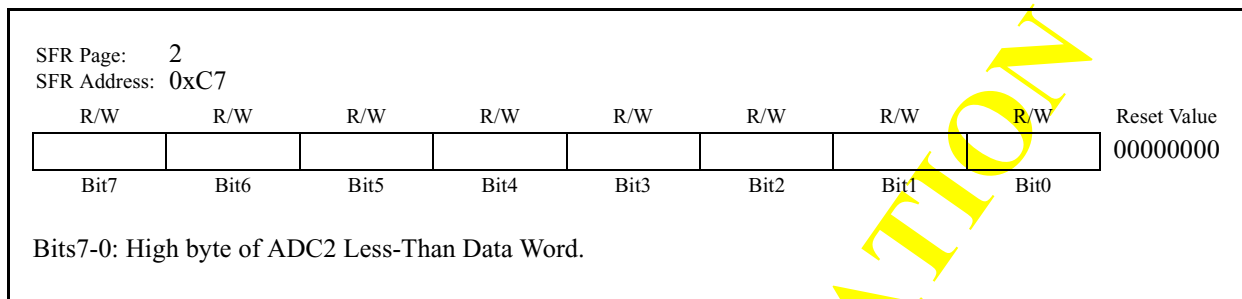 SFR Page: 2
SFR Address: 0xC7
R/W R/W R/W R/W R/W R/W R/W R/W Reset Value
00000000
Bit7 Bit6 Bit5 Bit4 Bit3 Bit2 Bit1 Bit0
Bits7-0: High byte of ADC2 Less-Than Data Word.
ATION